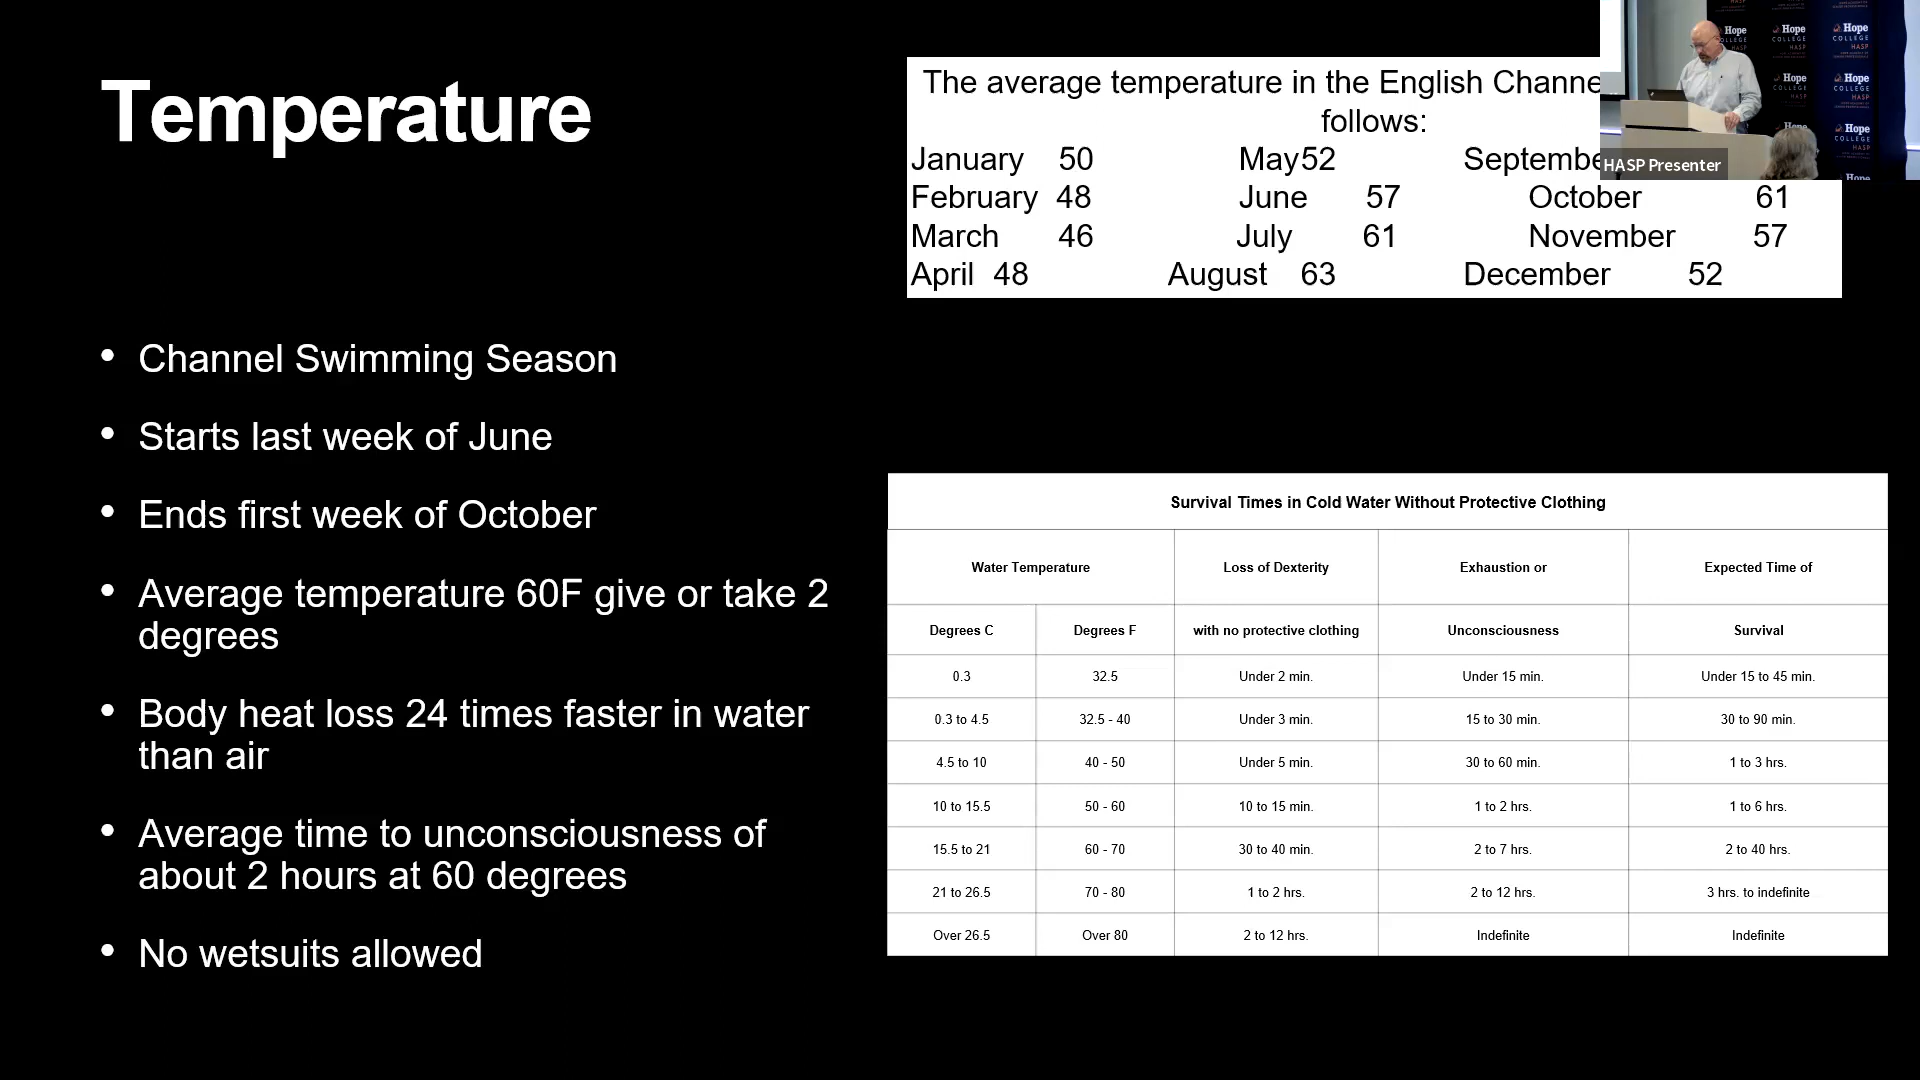 Temperature
The average temperature in the English Channe
follows:
January 50 May52 Septembe
February 48 June 57 October 61
March 46 July 61 November 57
April 48 August 63 December 52
Hope
COLLEGE
HASP
HASP Presenter
• Channel Swimming Season
• Starts last week of June
• Ends first week of October
• Average temperature 60F give or take 2
degrees
• Body heat loss 24 times faster in water
than air
• Average time to unconsciousness of
about 2 hours at 60 degrees
• No wetsuits allowed
Survival Times in Cold Water Without Protective Clothing
Water Temperature Loss of Dexterity Exhaustion or Expected Time of
Degrees C Degrees F with no protective clothing Unconsciousness Survival
0.3 32.5 Under 2 min. Under 15 min. Under 15 to 45 min.
0.3 to 4.5 32.5 - 40 Under 3 min. 15 to 30 min. 30 to 90 min.
4.5 to 10 40 - 50 Under 5 min. 30 to 60 min. 1 to 3 hrs.
10 to 15.5 50 - 60 10 to 15 min. 1 to 2 hrs. 1 to 6 hrs.
15.5 to 21 60 - 70 30 to 40 min. 2 to 7 hrs. 2 to 40 hrs.
21 to 26.5 70 - 80 1 to 2 hrs. 2 to 12 hrs. 3 hrs. to indefinite
Over 26.5 Over 80 2 to 12 hrs. Indefinite Indefinite